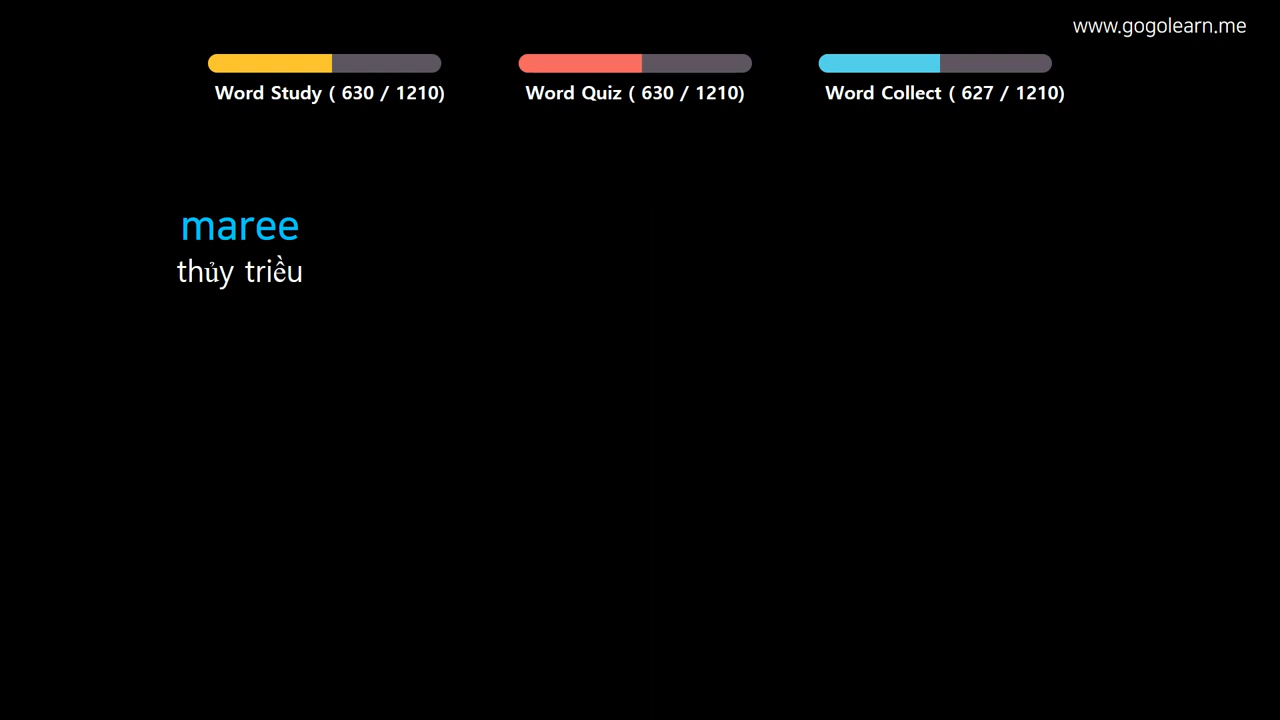 www.gogolearn.me
Word Study ( 630 / 1210)
Word Quiz ( 630 / 1210)
Word Collect ( 627 / 1210)
maree
thủy triều